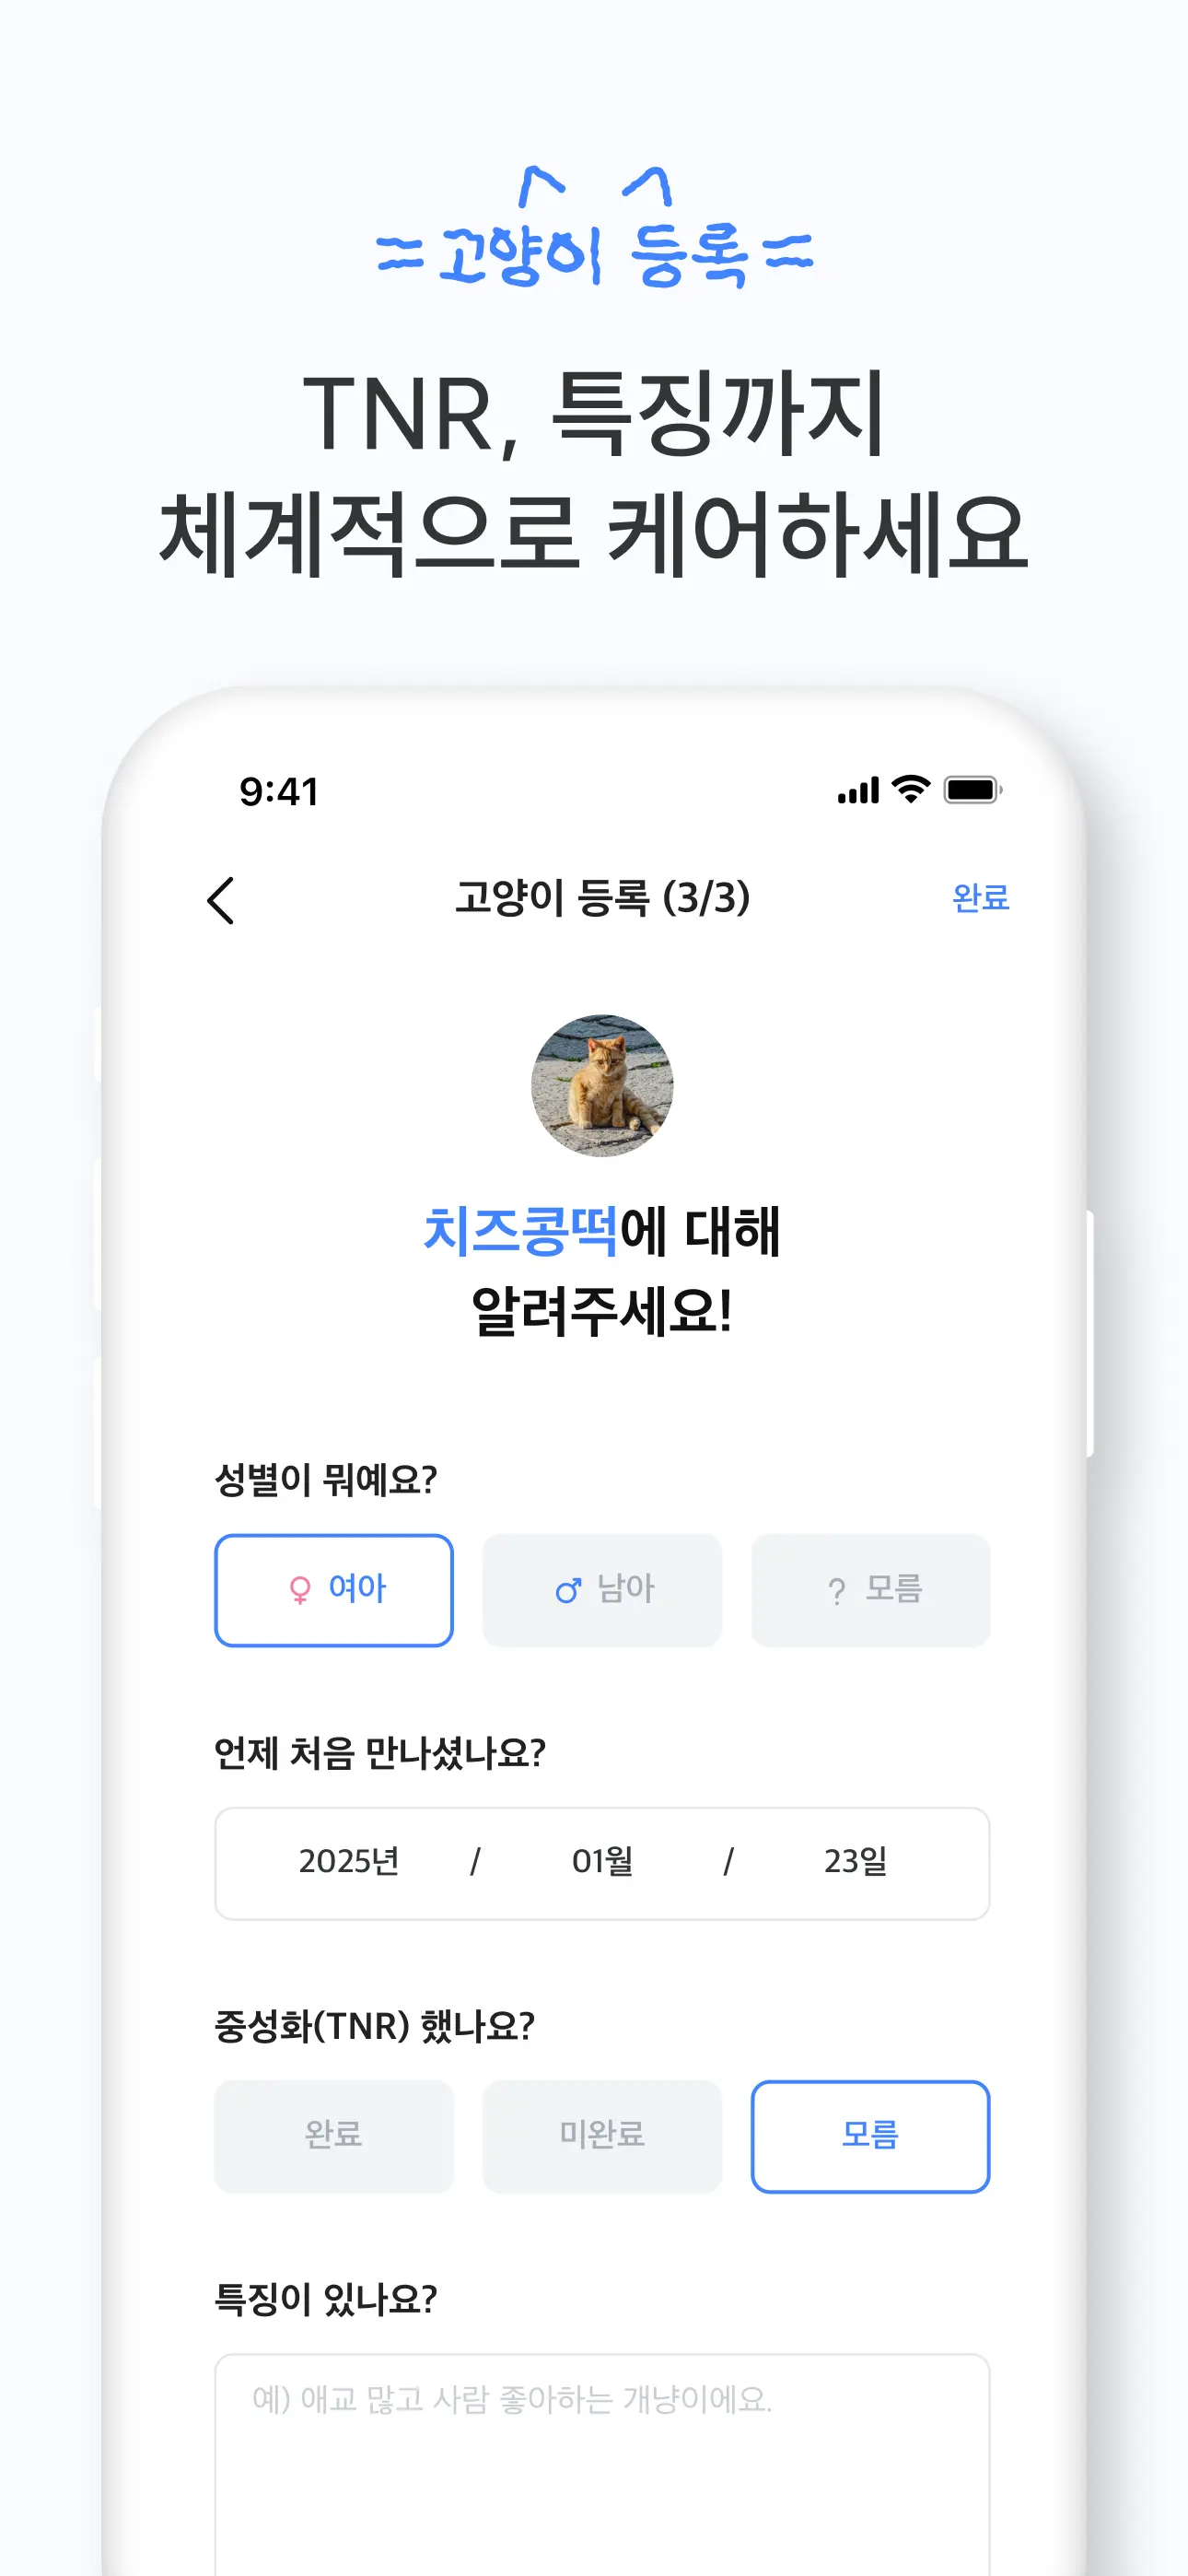 =고양이 등록=
TNR, 특징까지
체계적으로 케어하세요
9:41
고양이 등록 (3/3)
완료
치즈콩떡에 대해
알려주세요!
성별이 뭐예요?
♀ 여아
♂ 남아
? 모름
언제 처음 만나셨나요?
2025년 / 01월 / 23일
중성화(TNR) 했나요?
완료
미완료
모름
특징이 있나요?
예) 애교 많고 사람 좋아하는 개냥이에요.